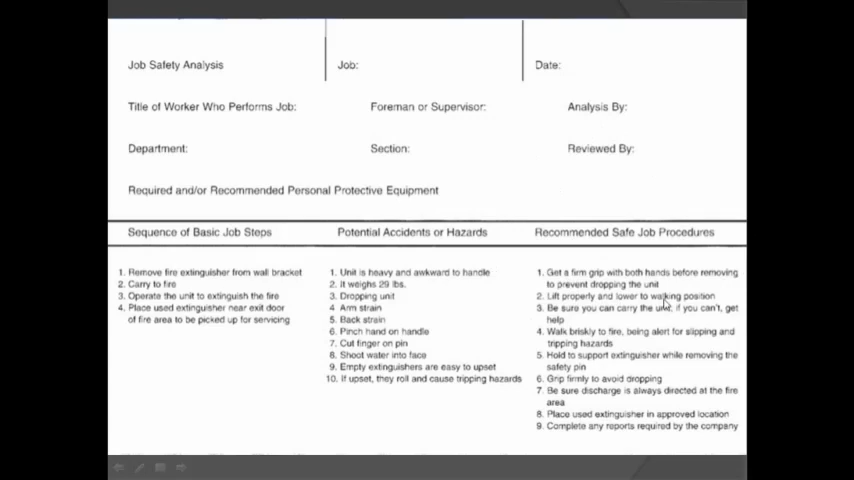 Job Safety Analysis
Job:
Date:
Title of Worker Who Performs Job:
Foreman or Supervisor:
Analysis By:
Department:
Section:
Reviewed By:
Required and/or Recommended Personal Protective Equipment
Sequence of Basic Job Steps
Potential Accidents or Hazards
Recommended Safe Job Procedures
1. Remove fire extinguisher from wall bracket
2. Carry to fire
3. Operate the unit to extinguish the fire
4. Place used extinguisher near exit door
of fire area to be picked up for servicing
1. Unit is heavy and awkward to handle
2. It weighs 29 lbs.
3. Dropping unit
4 Arm strain
5. Back strain
6. Pinch hand on handle
7. Cut finger on pin
8. Shoot water into face
9. Empty extinguishers are easy to upset
10. If upset, they roll and cause tripping hazards
1. Get a firm grip with both hands before removing
to prevent dropping the unit
2. Lift properly and lower to walking position
3. Be sure you can carry the unit; if you can't, get
help
4. Walk briskly to fire, being alert for slipping and
tripping hazards
5. Hold to support extinguisher while removing the
safety pin
6. Grip firmly to avoid dropping
7. Be sure discharge is always directed at the fire
area
8. Place used extinguisher in approved location
9. Complete any reports required by the company